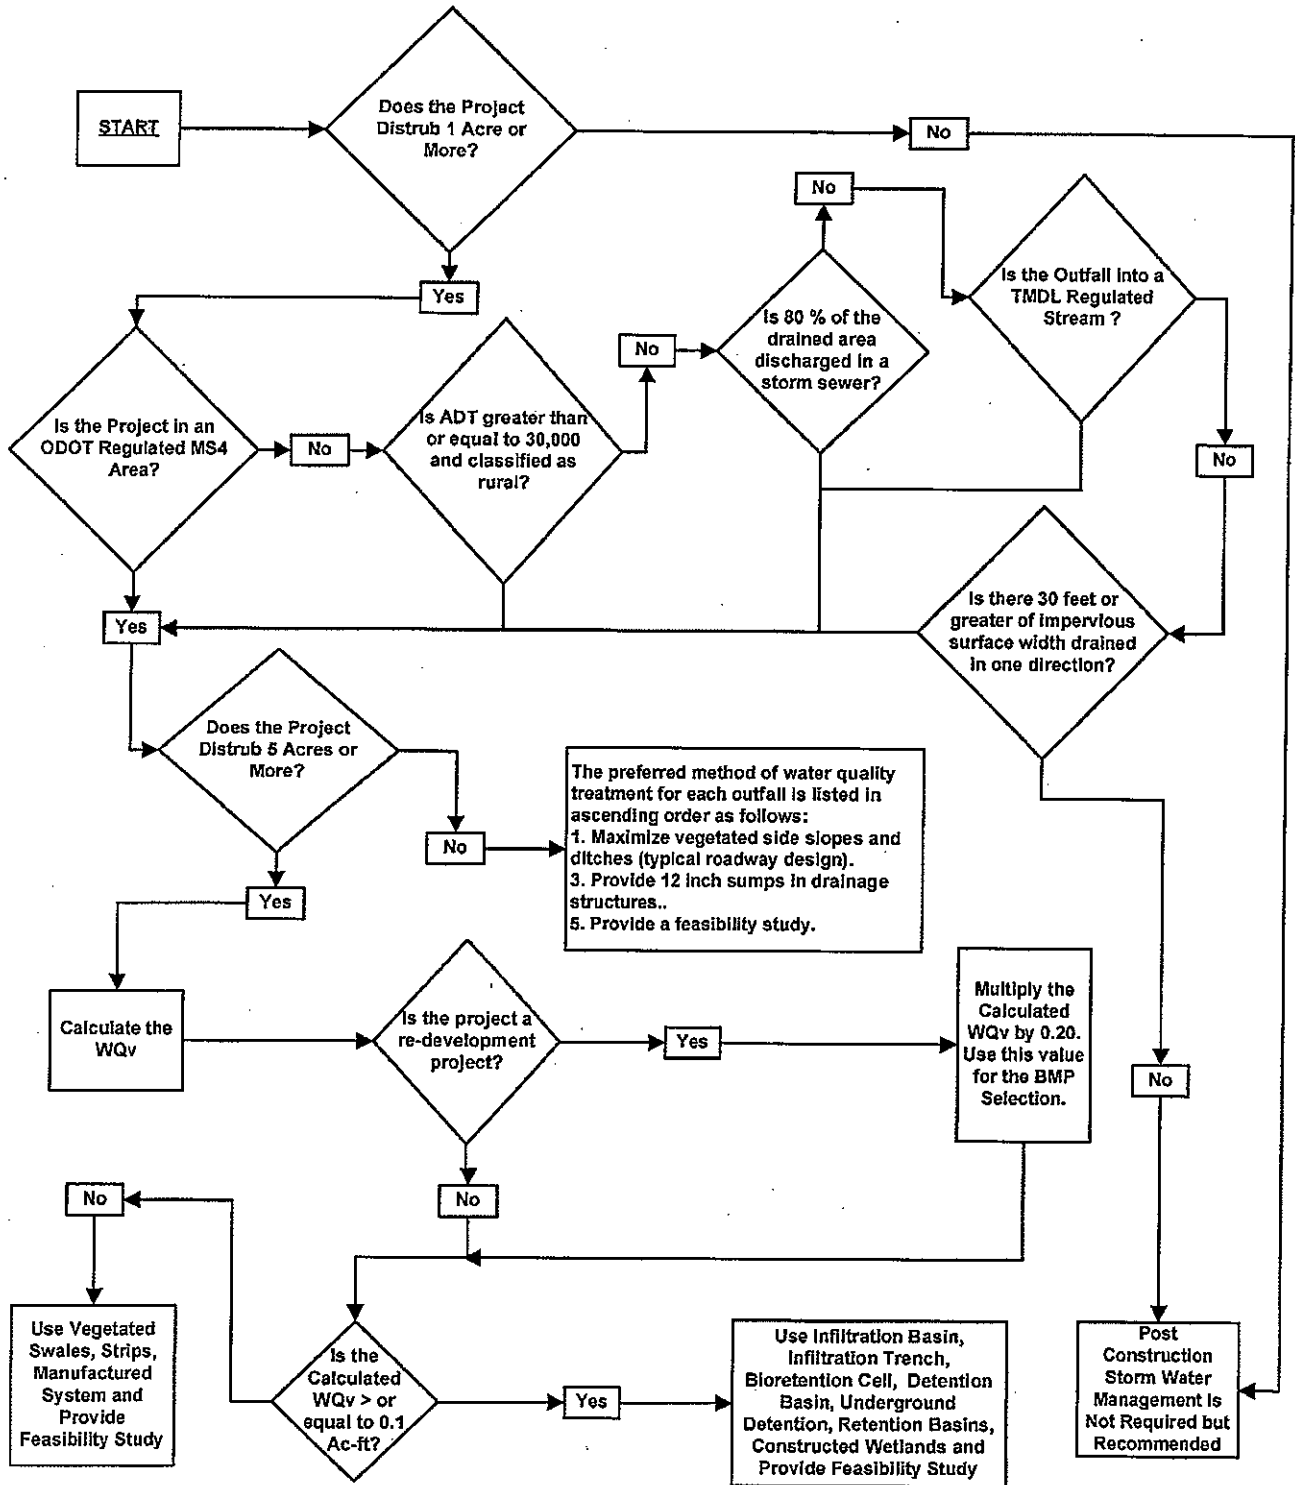 START
Does the Project
Distrub 1 Acre or
More?
No
Yes
No
Is the Outfall into a
TMDL Regulated
Stream ?
Is 80 % of the
drained area
discharged in a
storm sewer?
No
Is the Project in an
ODOT Regulated MS4
Area?
No
Is ADT greater than
or equal to 30,000
and classified as
rural?
No
Is there 30 feet or
greater of impervious
surface width drained
in one direction?
Yes
Does the Project
Distrub 5 Acres or
More?
No
The preferred method of water quality
treatment for each outfall is listed in
ascending order as follows:
1. Maximize vegetated side slopes and
ditches (typical roadway design).
3. Provide 12 inch sumps in drainage
structures..
5. Provide a feasibility study.
Yes
Calculate the
WQv
Is the project a
re-development
project?
Yes
Multiply the
Calculated
WQv by 0.20.
Use this value
for the BMP
Selection.
No
No
No
Use Vegetated
Swales, Strips,
Manufactured
System and
Provide
Feasibility Study
Is the
Calculated
WQv > or
equal to 0.1
Ac-ft?
Yes
Use Infiltration Basin,
Infiltration Trench,
Bioretention Cell, Detention
Basin, Underground
Detention, Retention Basins,
Constructed Wetlands and
Provide Feasibility Study
Post
Construction
Storm Water
Management Is
Not Required but
Recommended